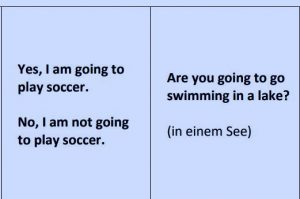 Yes, I am going to
play soccer.
No, I am not going
to play soccer.
Are you going to go
swimming in a lake?
(in einem See)